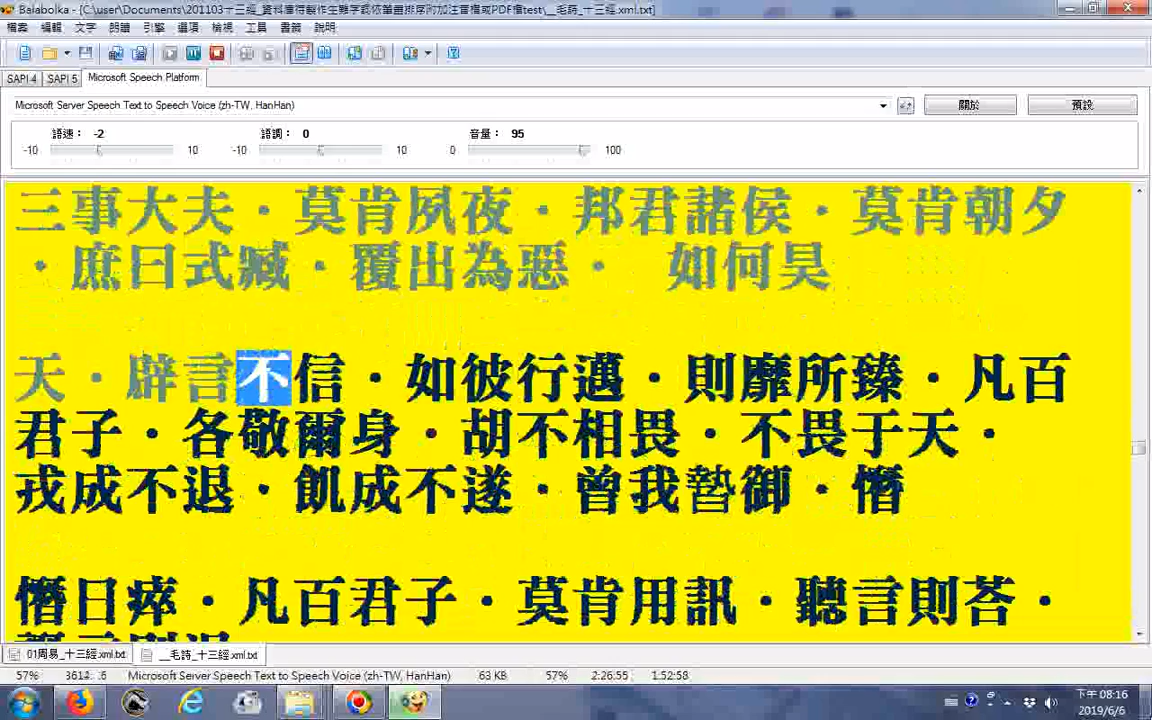 Balabolka - [C:\user\Documents\201103十三經_資料庫得製作生難字認依筆畫排序附加注音檔或PDF檔test\__毛詩_十三經.xml.txt]
檔案 編輯 文字 朗讀 引擎 選項 檢視 工具 書籤 說明
SAPI 4 SAPI 5 Microsoft Speech Platform
Microsoft Server Speech Text to Speech Voice (zh-TW, HanHan) 關於 預設
語速： -2 語調： 0 音量： 95
-10 10 -10 10 0 100
三事大夫．莫肯夙夜．邦君諸侯．莫肯朝夕
．庶曰式臧．覆出為惡． 如何昊
天．辟言不信．如彼行邁．則靡所臻．凡百
君子．各敬爾身．胡不相畏．不畏于天．
戎成不退．飢成不遂．曾我暬御．憯
憯日瘁．凡百君子．莫肯用訊．聽言則荅．
01周易_十三經.xml.txt __毛詩_十三經.xml.txt
57% Microsoft Server Speech Text to Speech Voice (zh-TW, HanHan) 63 KB 57% 2:26:55 1:52:58
下午 08:16
2019/6/6